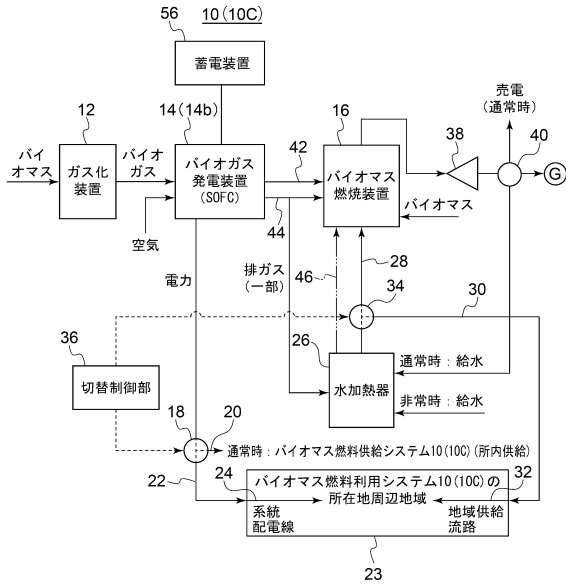 56
10(10C)
蓄電装置
12
14(14b)
16
売電
(通常時)
38
40
バイ
オマス
ガス化
装置
バイオ
ガス
バイオガス
発電装置
(SOFC)
42
44
バイオマス
燃焼装置
G
バイオマス
空気
電力
排ガス
(一部)
46
28
34
30
36
切替制御部
26
水加熱器
通常時:給水
非常時:給水
18
20
通常時:バイオマス燃料供給システム10(10C)(所内供給)
22
24
バイオマス燃料利用システム10(10C)の
所在地周辺地域
32
系統
配電線
地域供給
流路
23